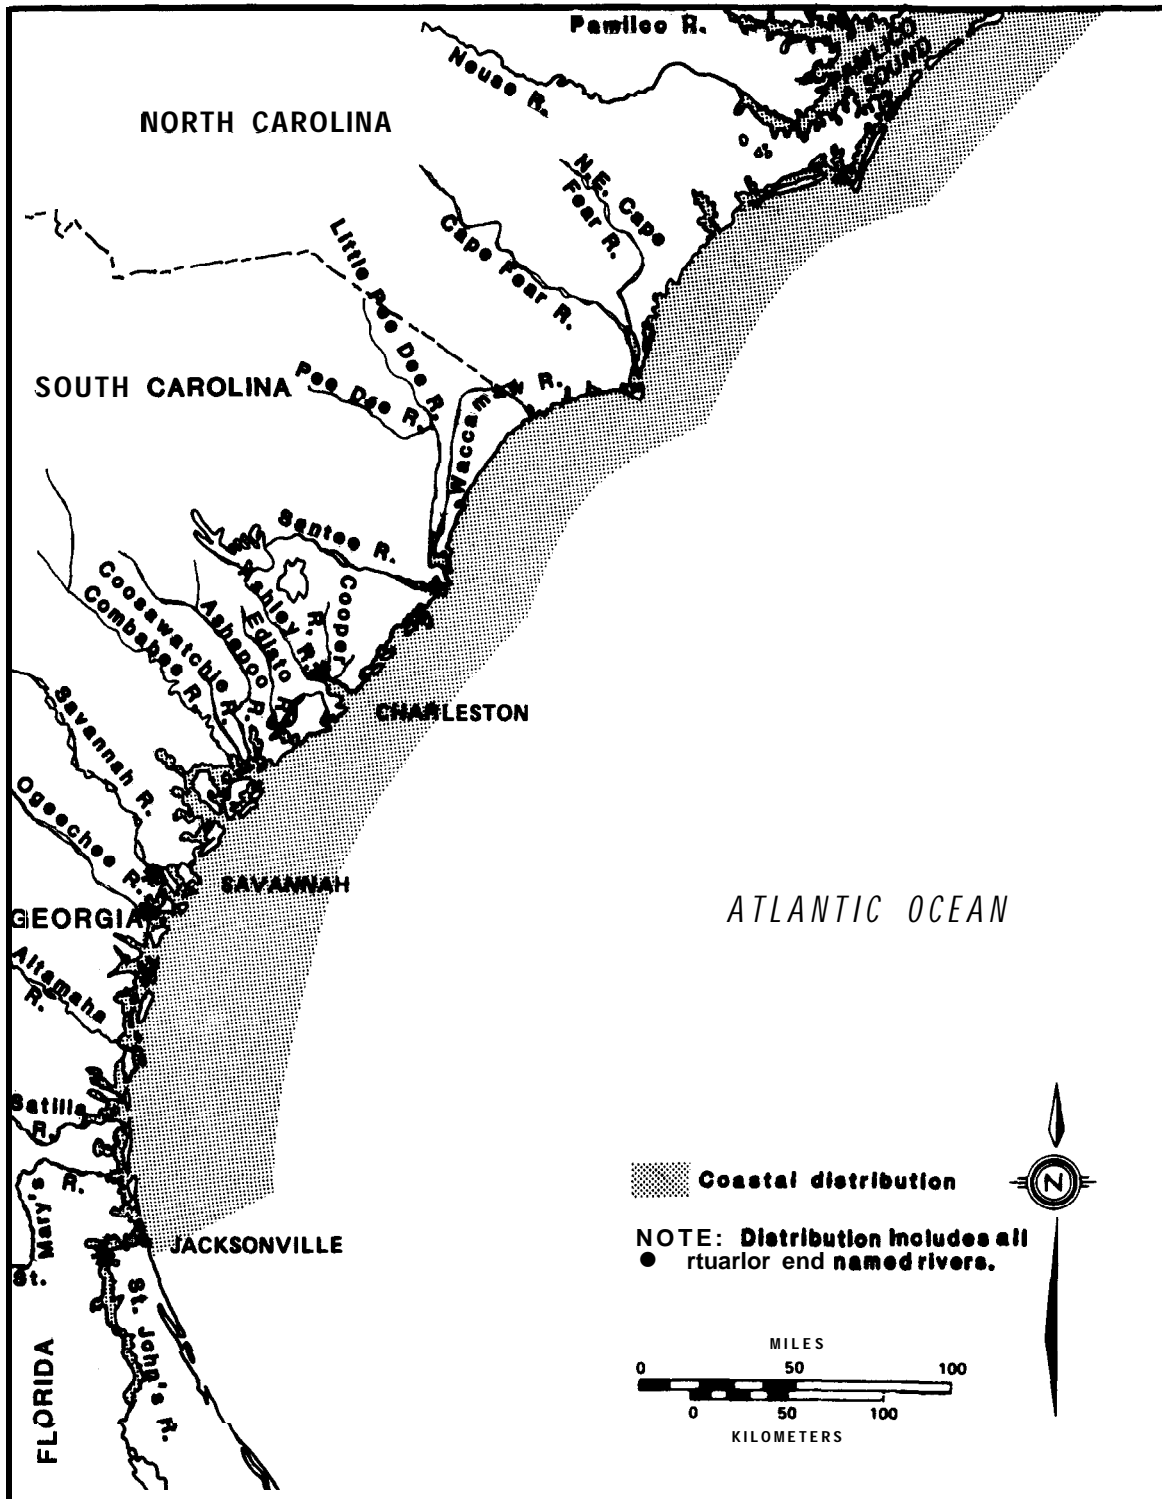 Pamlico R.
PAMLICO
SOUND
Neuse R.
NORTH CAROLINA
N.E. Cape
Fear R.
Cape Fear R.
Little Pee Dee R.
SOUTH CAROLINA
Pee Dee R.
Waccamaw R.
Santee R.
Cooper
R.
Ashley R.
Edisto
R.
Ashepoo
R.
Coosawatchie R.
Combahee R.
CHARLESTON
Savannah R.
Ogeechee R.
SAVANNAH
GEORGIA
ATLANTIC OCEAN
Altamaha
R.
Satilla
R.
St. Mary's R.
JACKSONVILLE
St. John's R.
FLORIDA
N
Coastal distribution
NOTE: Distribution includes all
● rtuarlor end named rivers.
MILES
0 50 100
0 50 100
KILOMETERS